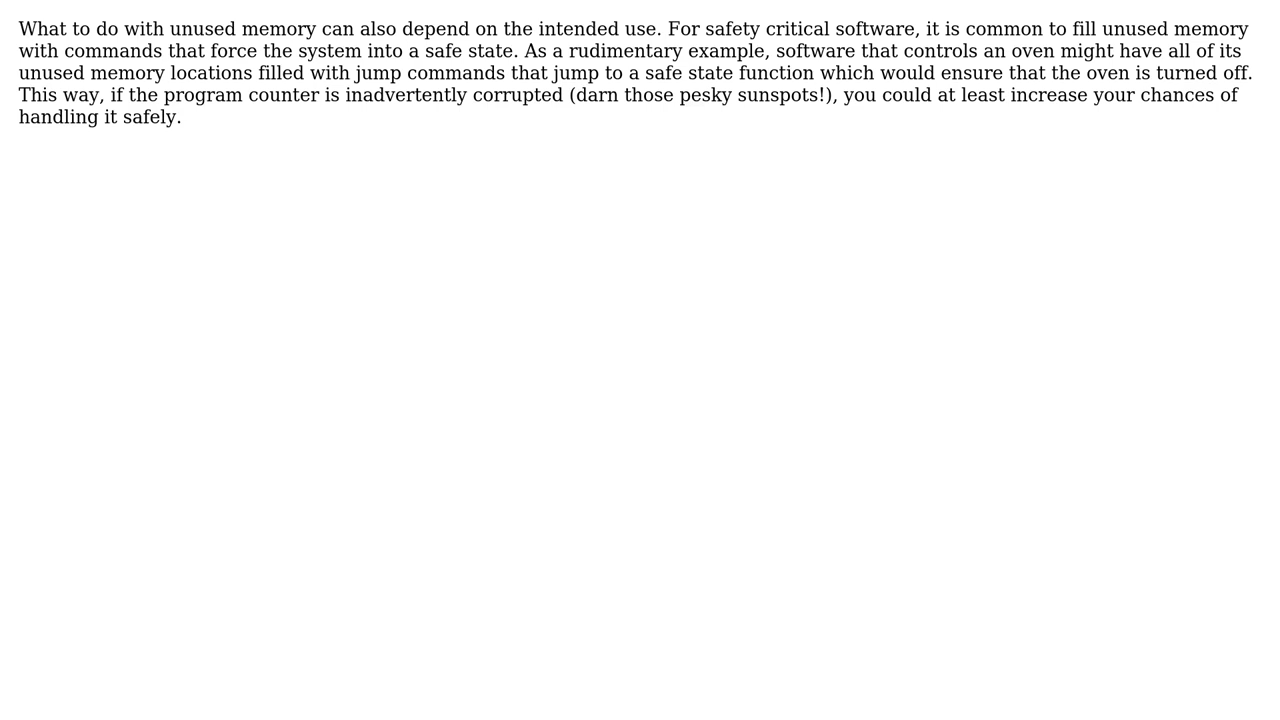 What to do with unused memory can also depend on the intended use. For safety critical software, it is common to fill unused memory
with commands that force the system into a safe state. As a rudimentary example, software that controls an oven might have all of its
unused memory locations filled with jump commands that jump to a safe state function which would ensure that the oven is turned off.
This way, if the program counter is inadvertently corrupted (darn those pesky sunspots!), you could at least increase your chances of
handling it safely.